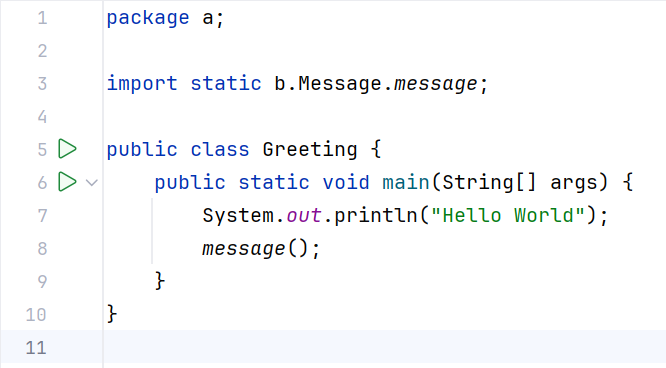 1 package a;
2
3 import static b.Message.message;
4
5 public class Greeting {
6     public static void main(String[] args) {
7         System.out.println("Hello World");
8         message();
9     }
10 }
11